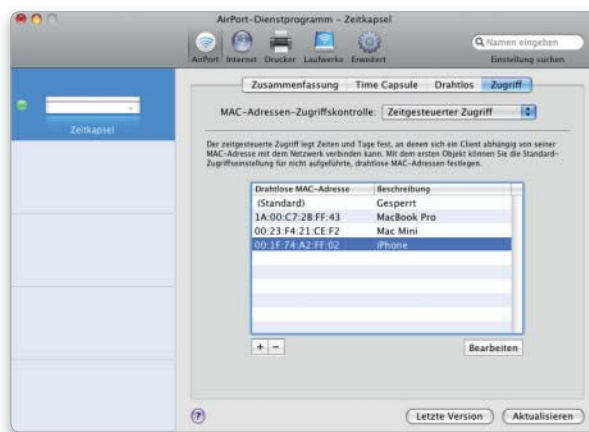 AirPort-Dienstprogramm – Zeitkapsel
AirPort Internet Drucker Laufwerke Erweitert
Namen eingeben
Einstellung suchen
Zeitkapsel
Zusammenfassung Time Capsule Drahtlos Zugriff
MAC-Adressen-Zugriffskontrolle: Zeitgesteuerter Zugriff
Der zeitgesteuerte Zugriff legt Zeiten und Tage fest, an denen sich ein Client abhängig von seiner
MAC-Adresse mit dem Netzwerk verbinden kann. Mit dem ersten Objekt können Sie die Standard-
Zugriffseinstellung für nicht aufgeführte, drahtlose MAC-Adressen festlegen.
Drahtlose MAC-Adresse Beschreibung
(Standard) Gesperrt
1A:00:C7:2B:FF:43 MacBook Pro
00:23:F4:21:CE:F2 Mac Mini
00:1F:74:A2:FF:02 iPhone
+ − Bearbeiten
? Letzte Version Aktualisieren